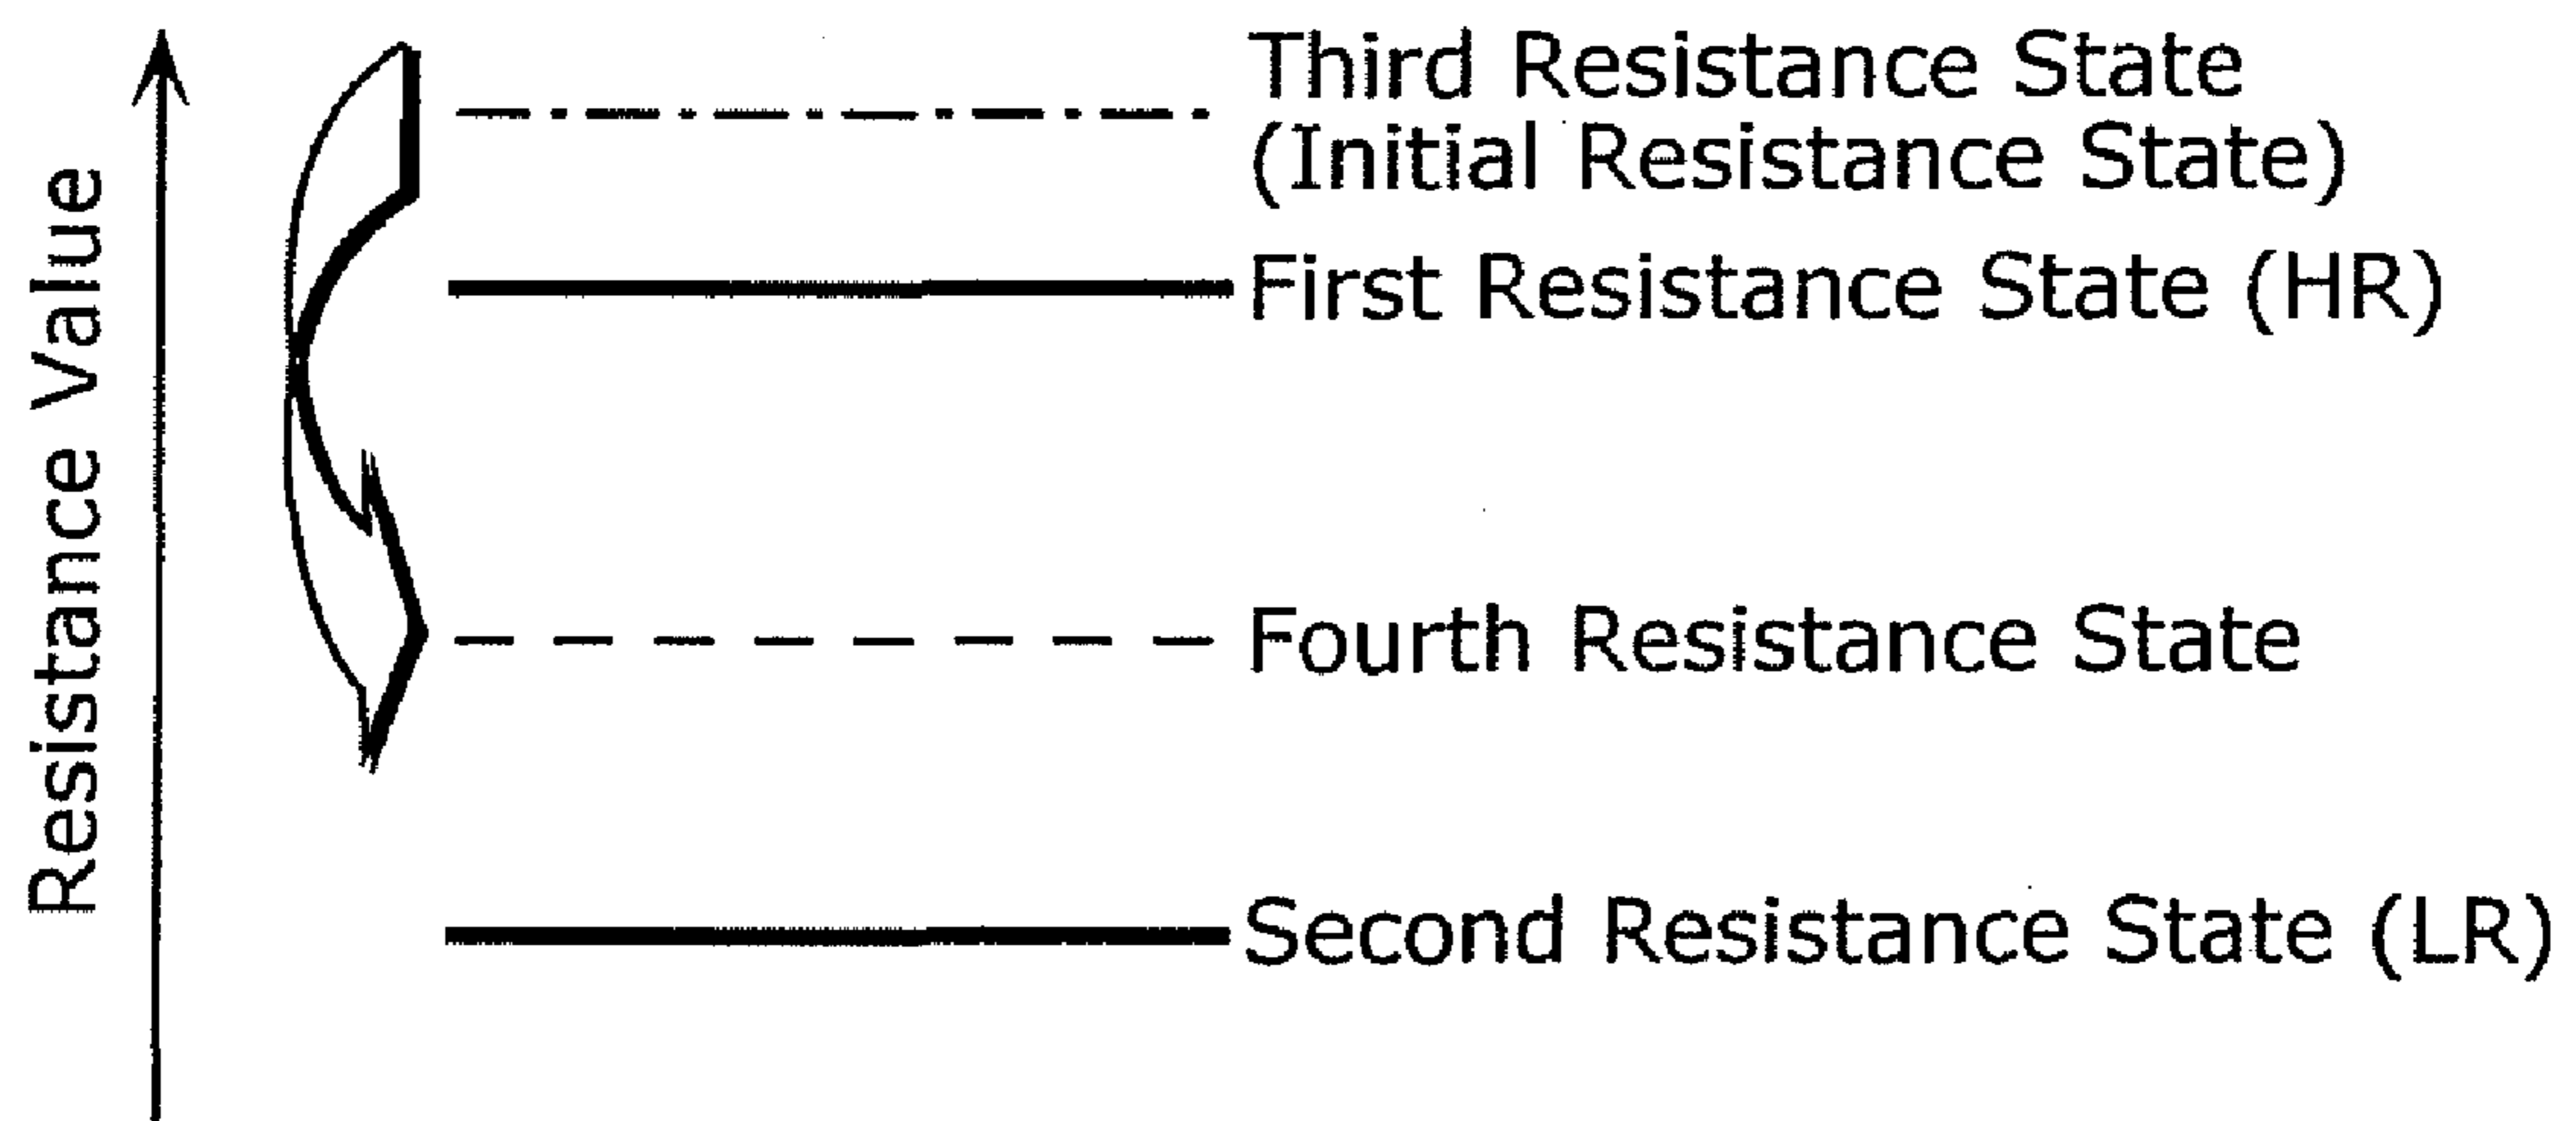 Resistance Value
Third Resistance State
(Initial Resistance State)
First Resistance State (HR)
Fourth Resistance State
Second Resistance State (LR)